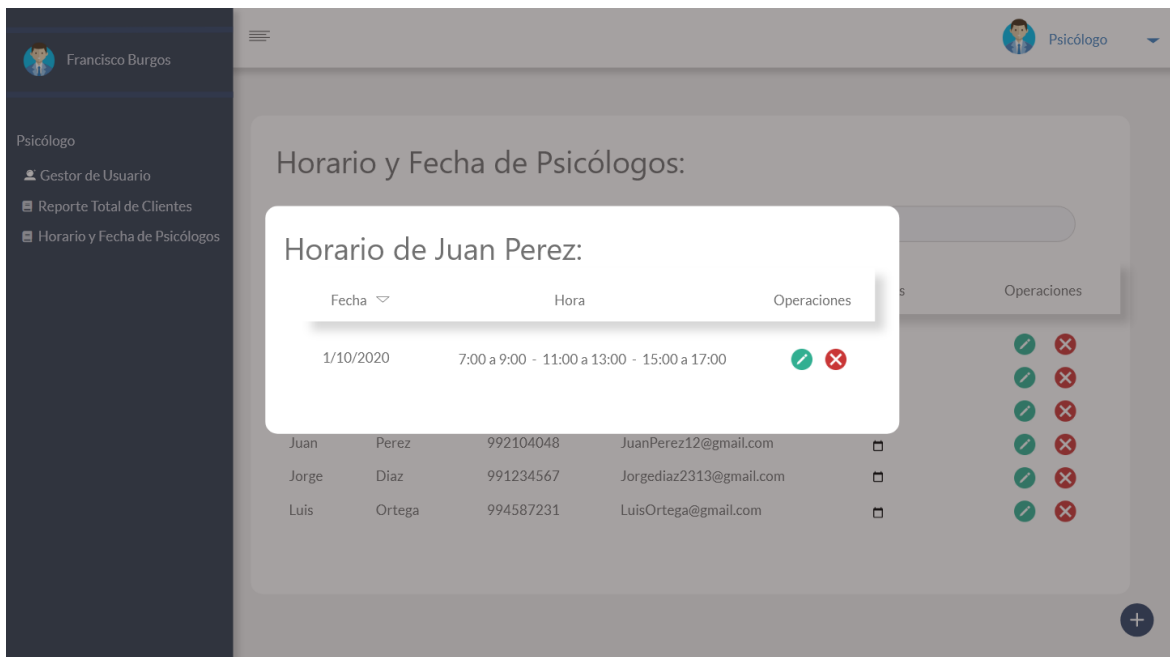 Francisco Burgos
Psicólogo
Psicólogo
Gestor de Usuario
Reporte Total de Clientes
Horario y Fecha de Psicólogos
Horario y Fecha de Psicólogos:
Horario de Juan Perez:
Fecha Hora Operaciones
1/10/2020 7:00 a 9:00 - 11:00 a 13:00 - 15:00 a 17:00
s Operaciones
Juan Perez 992104048 JuanPerez12@gmail.com
Jorge Diaz 991234567 Jorgediaz2313@gmail.com
Luis Ortega 994587231 LuisOrtega@gmail.com